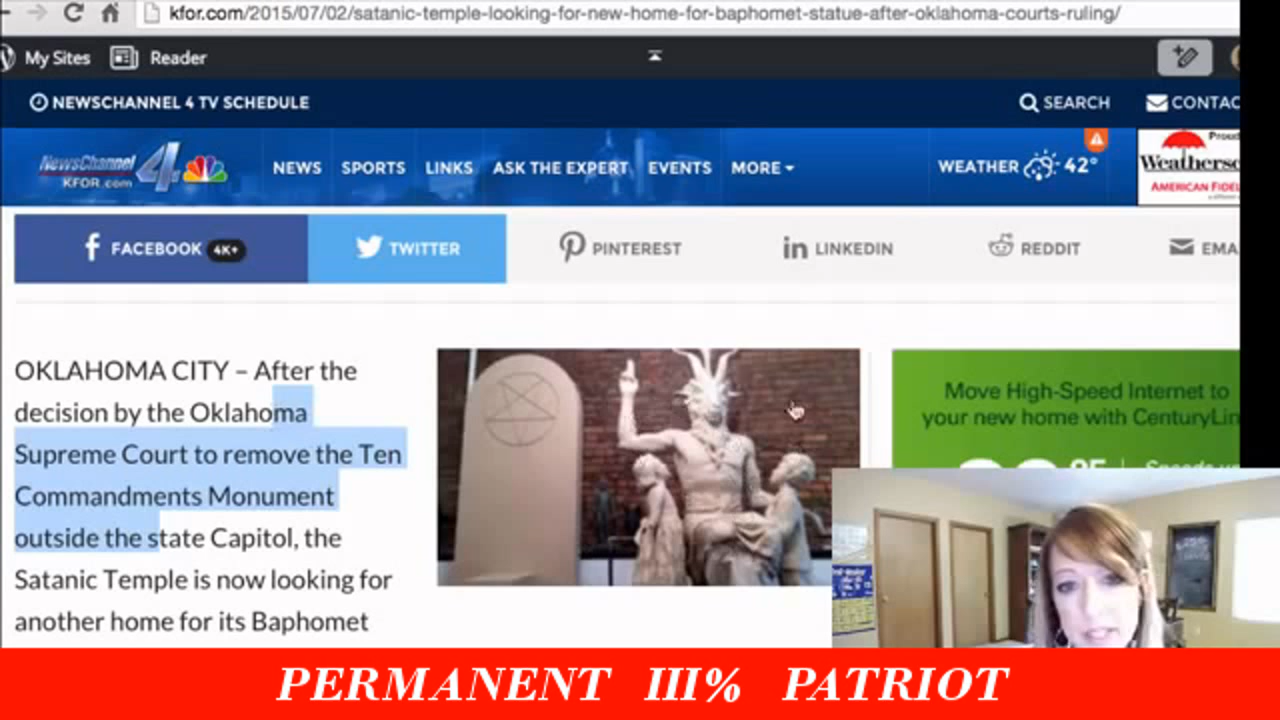 kfor.com/2015/07/02/satanic-temple-looking-for-new-home-for-baphomet-statue-after-oklahoma-courts-ruling/
My Sites Reader
NEWSCHANNEL 4 TV SCHEDULE SEARCH CONTAC
NewsChannel 4
KFOR.com
NEWS SPORTS LINKS ASK THE EXPERT EVENTS MORE WEATHER 42°
Weathersc
AMERICAN FIDEL
FACEBOOK 4K+ TWITTER PINTEREST LINKEDIN REDDIT EMA
OKLAHOMA CITY – After the
decision by the Oklahoma
Supreme Court to remove the Ten
Commandments Monument
outside the state Capitol, the
Satanic Temple is now looking for
another home for its Baphomet
Move High-Speed Internet to
your new home with CenturyLin
PERMANENT III% PATRIOT